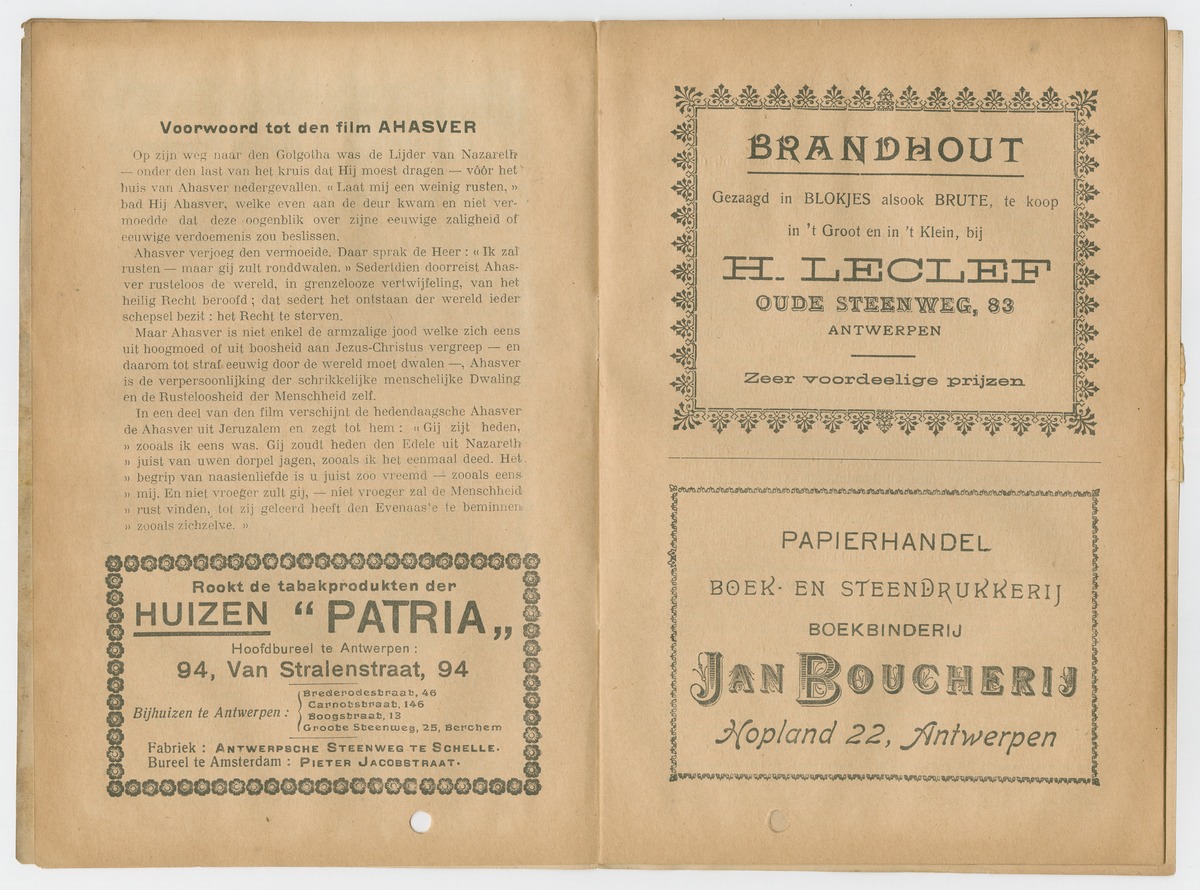 Voorwoord tot den film AHASVER
Op zijn weg naar den Golgotha was de Lijder van Nazareth
— onder den last van het kruis dat Hij moest dragen — vóór het
huis van Ahasver nedergevallen. « Laat mij een weinig rusten, »
bad Hij Ahasver, welke even aan de deur kwam en niet ver-
moedde dat deze oogenblik over zijne eeuwige zaligheid of
eeuwige verdoemenis zou beslissen.
Ahasver verjoeg den vermoeide. Daar sprak de Heer : « Ik zal
rusten — maar gij zult ronddwalen. » Sedertdien doorreist Ahas-
ver rusteloos de wereld, in grenzelooze vertwijfeling, van het
heilig Recht beroofd ; dat sedert het ontstaan der wereld ieder
schepsel bezit : het Recht te sterven.
Maar Ahasver is niet enkel de armzalige jood welke zich eens
uit hoogmoed of uit boosheid aan Jezus-Christus vergreep — en
daarom tot straf eeuwig door de wereld moet dwalen —, Ahasver
is de verpersoonlijking der schrikkelijke menschelijke Dwaling
en de Rusteloosheid der Menschheid zelf.
In een deel van den film verschijnt de hedendaagsche Ahasver
de Ahasver uit Jeruzalem en zegt tot hem : « Gij zijt heden,
» zooals ik eens was. Gij zoudt heden den Edele uit Nazareth
» juist van uwen dorpel jagen, zooals ik het eenmaal deed. Het
» begrip van naastenliefde is u juist zoo vreemd — zooals eens
» mij. En niet vroeger zult gij, — niet vroeger zal de Menschheid
» rust vinden, tot zij geleerd heeft den Evenaas'e te beminnen
» zooals zichzelve. »
Rookt de tabakprodukten der
HUIZEN “ PATRIA „
Hoofdbureel te Antwerpen :
94, Van Stralenstraat, 94
Bijhuizen te Antwerpen :
Brederodestraat, 46
Carnotstraat, 146
Boogstraat, 13
Groote Steenweg, 25, Berchem
Fabriek : ANTWERPSCHE STEENWEG TE SCHELLE.
Bureel te Amsterdam : PIETER JACOBSTRAAT.
BRANDHOUT
Gezaagd in BLOKJES alsook BRUTE, te koop
in 't Groot en in 't Klein, bij
H. LECLEF
OUDE STEENWEG, 83
ANTWERPEN
Zeer voordeelige prijzen
PAPIERHANDEL
BOEK- EN STEENDRUKKERIJ
BOEKBINDERIJ
JAN BOUCHERIJ
Hopland 22, Antwerpen